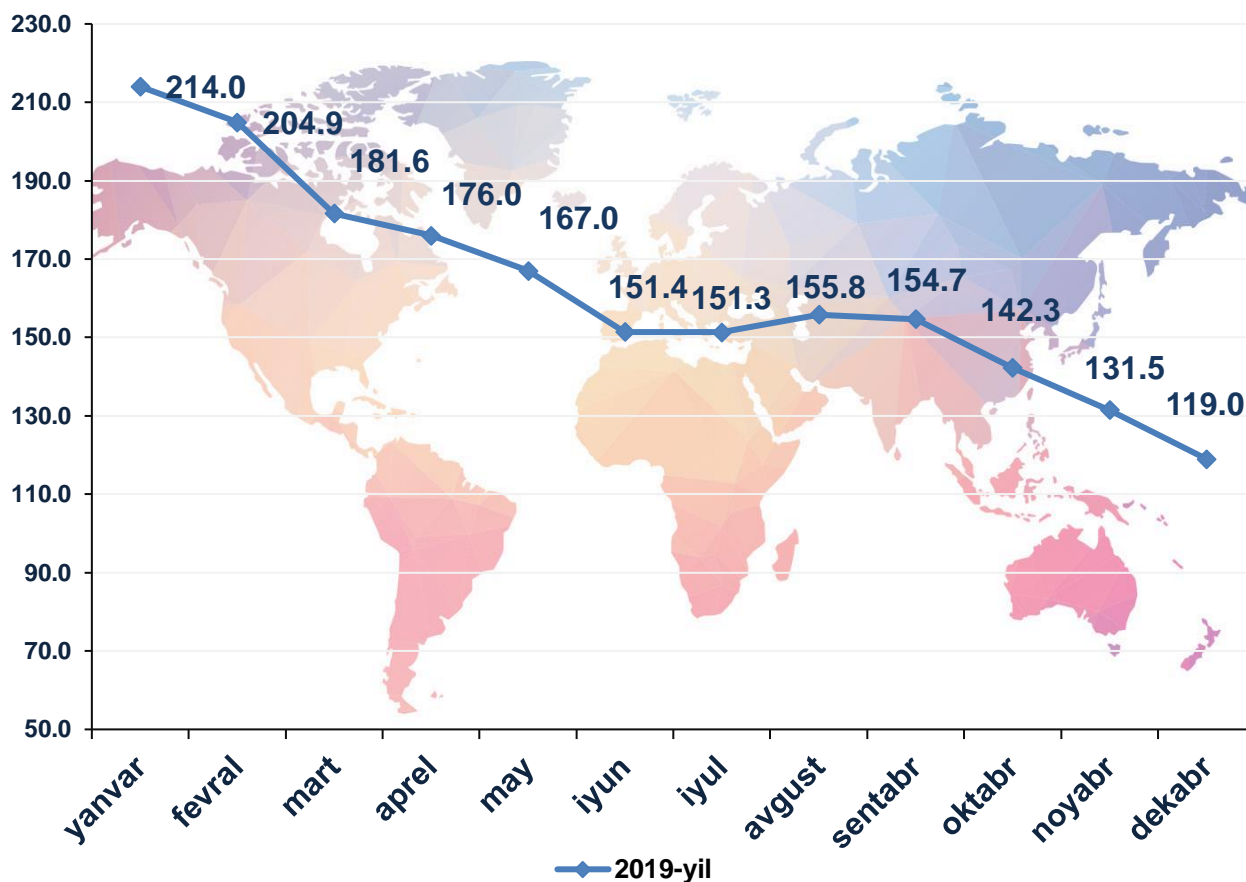 230.0
210.0
190.0
170.0
150.0
130.0
110.0
90.0
70.0
50.0
214.0
204.9
181.6
176.0
167.0
151.4
151.3
155.8
154.7
142.3
131.5
119.0
yanvar
fevral
mart
aprel
may
iyun
iyul
avgust
sentabr
oktabr
noyabr
dekabr
2019-yil